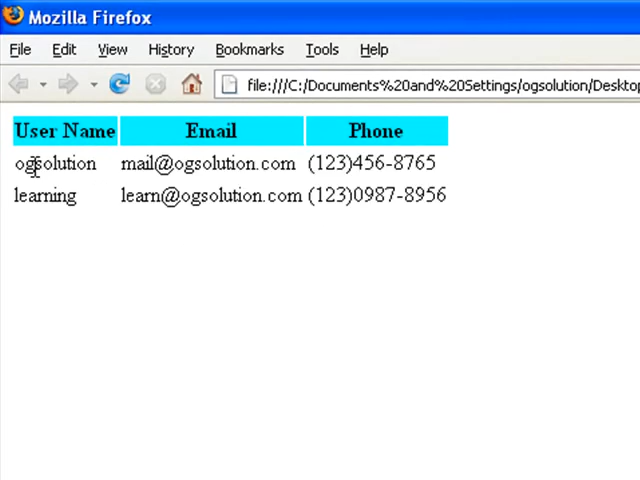 Mozilla Firefox
File Edit View History Bookmarks Tools Help
file:///C:/Documents%20and%20Settings/ogsolution/Desktop
User Name Email Phone
ogsolution mail@ogsolution.com (123)456-8765
learning learn@ogsolution.com (123)0987-8956